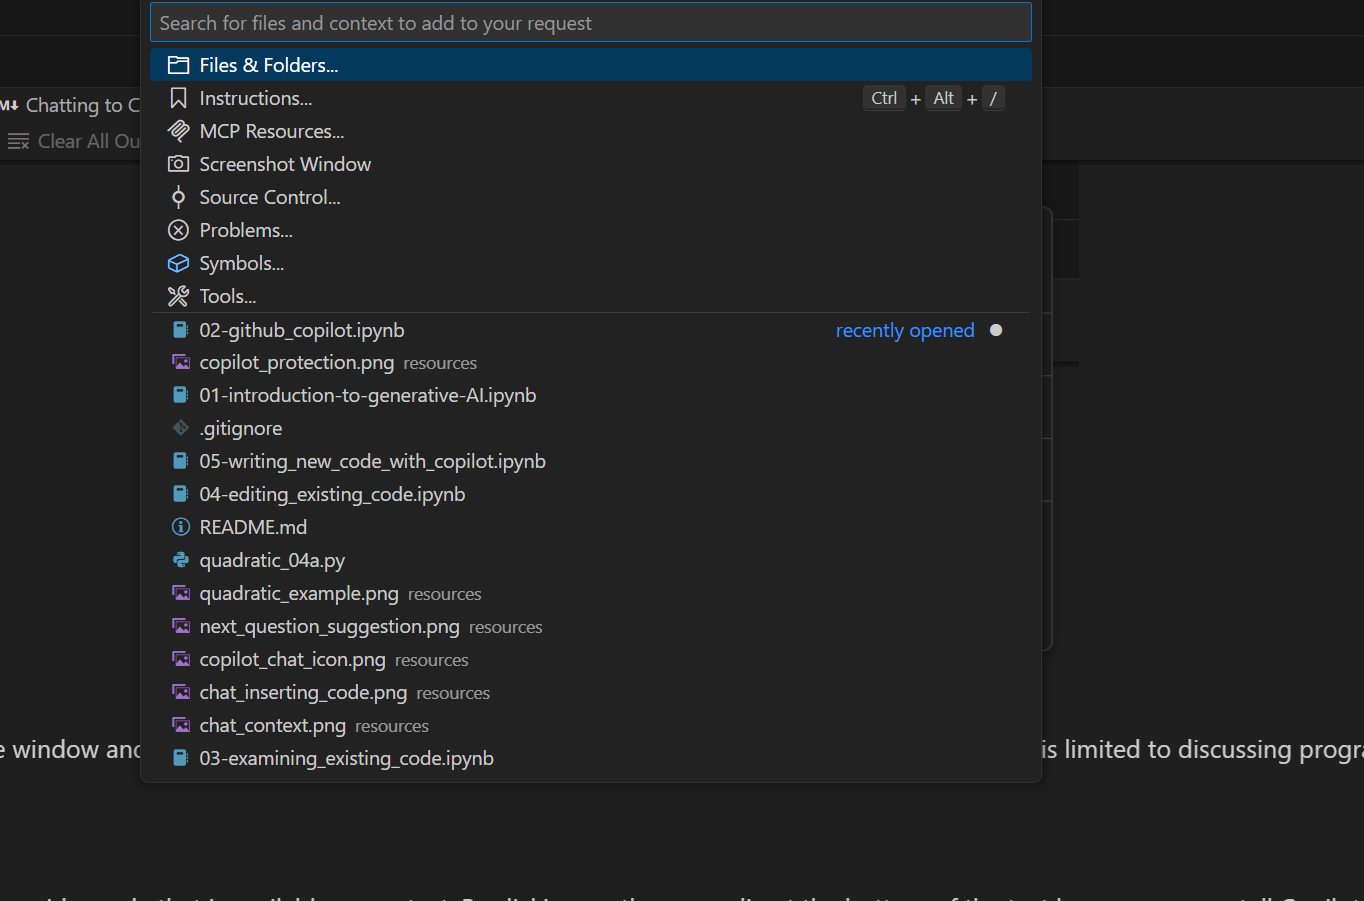 Search for files and context to add to your request
Files & Folders...
Chatting to C
Instructions... Ctrl + Alt + /
MCP Resources...
Clear All Ou
Screenshot Window
Source Control...
Problems...
Symbols...
Tools...
02-github_copilot.ipynb recently opened
copilot_protection.png resources
01-introduction-to-generative-AI.ipynb
.gitignore
05-writing_new_code_with_copilot.ipynb
04-editing_existing_code.ipynb
README.md
quadratic_04a.py
quadratic_example.png resources
next_question_suggestion.png resources
copilot_chat_icon.png resources
chat_inserting_code.png resources
chat_context.png resources
03-examining_existing_code.ipynb
e window and is limited to discussing progra